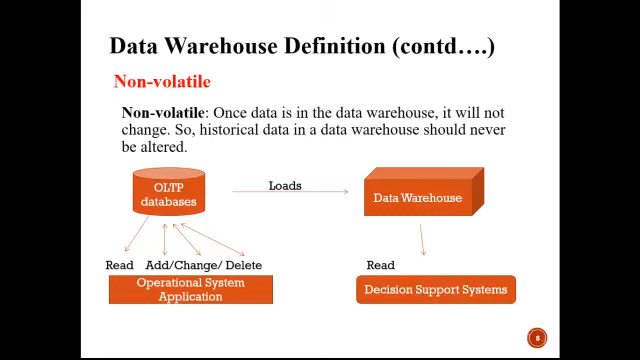 Data Warehouse Definition (contd….)
Non-volatile
Non-volatile: Once data is in the data warehouse, it will not
change. So, historical data in a data warehouse should never
be altered.
OLTP
databases
Loads
Data Warehouse
Read Add/Change/ Delete
Read
Operational System
Application
Decision Support Systems
8